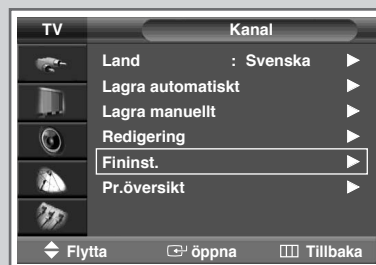 TV Kanal
Land : Svenska
Lagra automatiskt
Lagra manuellt
Redigering
Fininst.
Pr.översikt
Flytta öppna Tillbaka